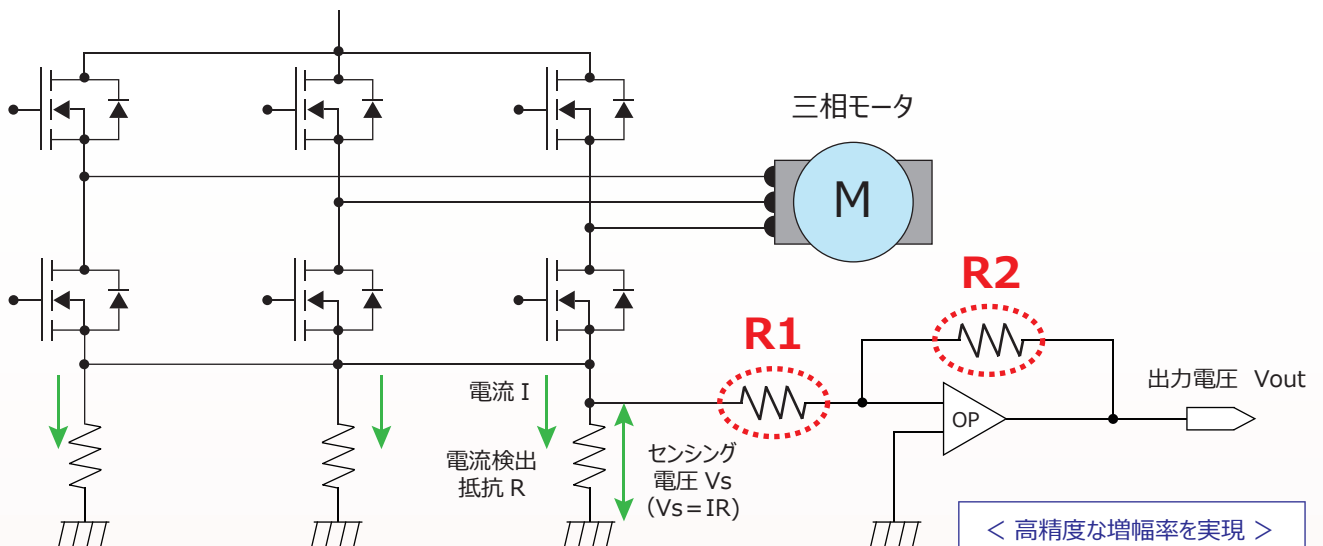 三相モータ
M
R2
R1
出力電圧 Vout
電流 I
OP
電流検出
抵抗 R
センシング
電圧 Vs
(Vs=IR)
< 高精度な増幅率を実現 >